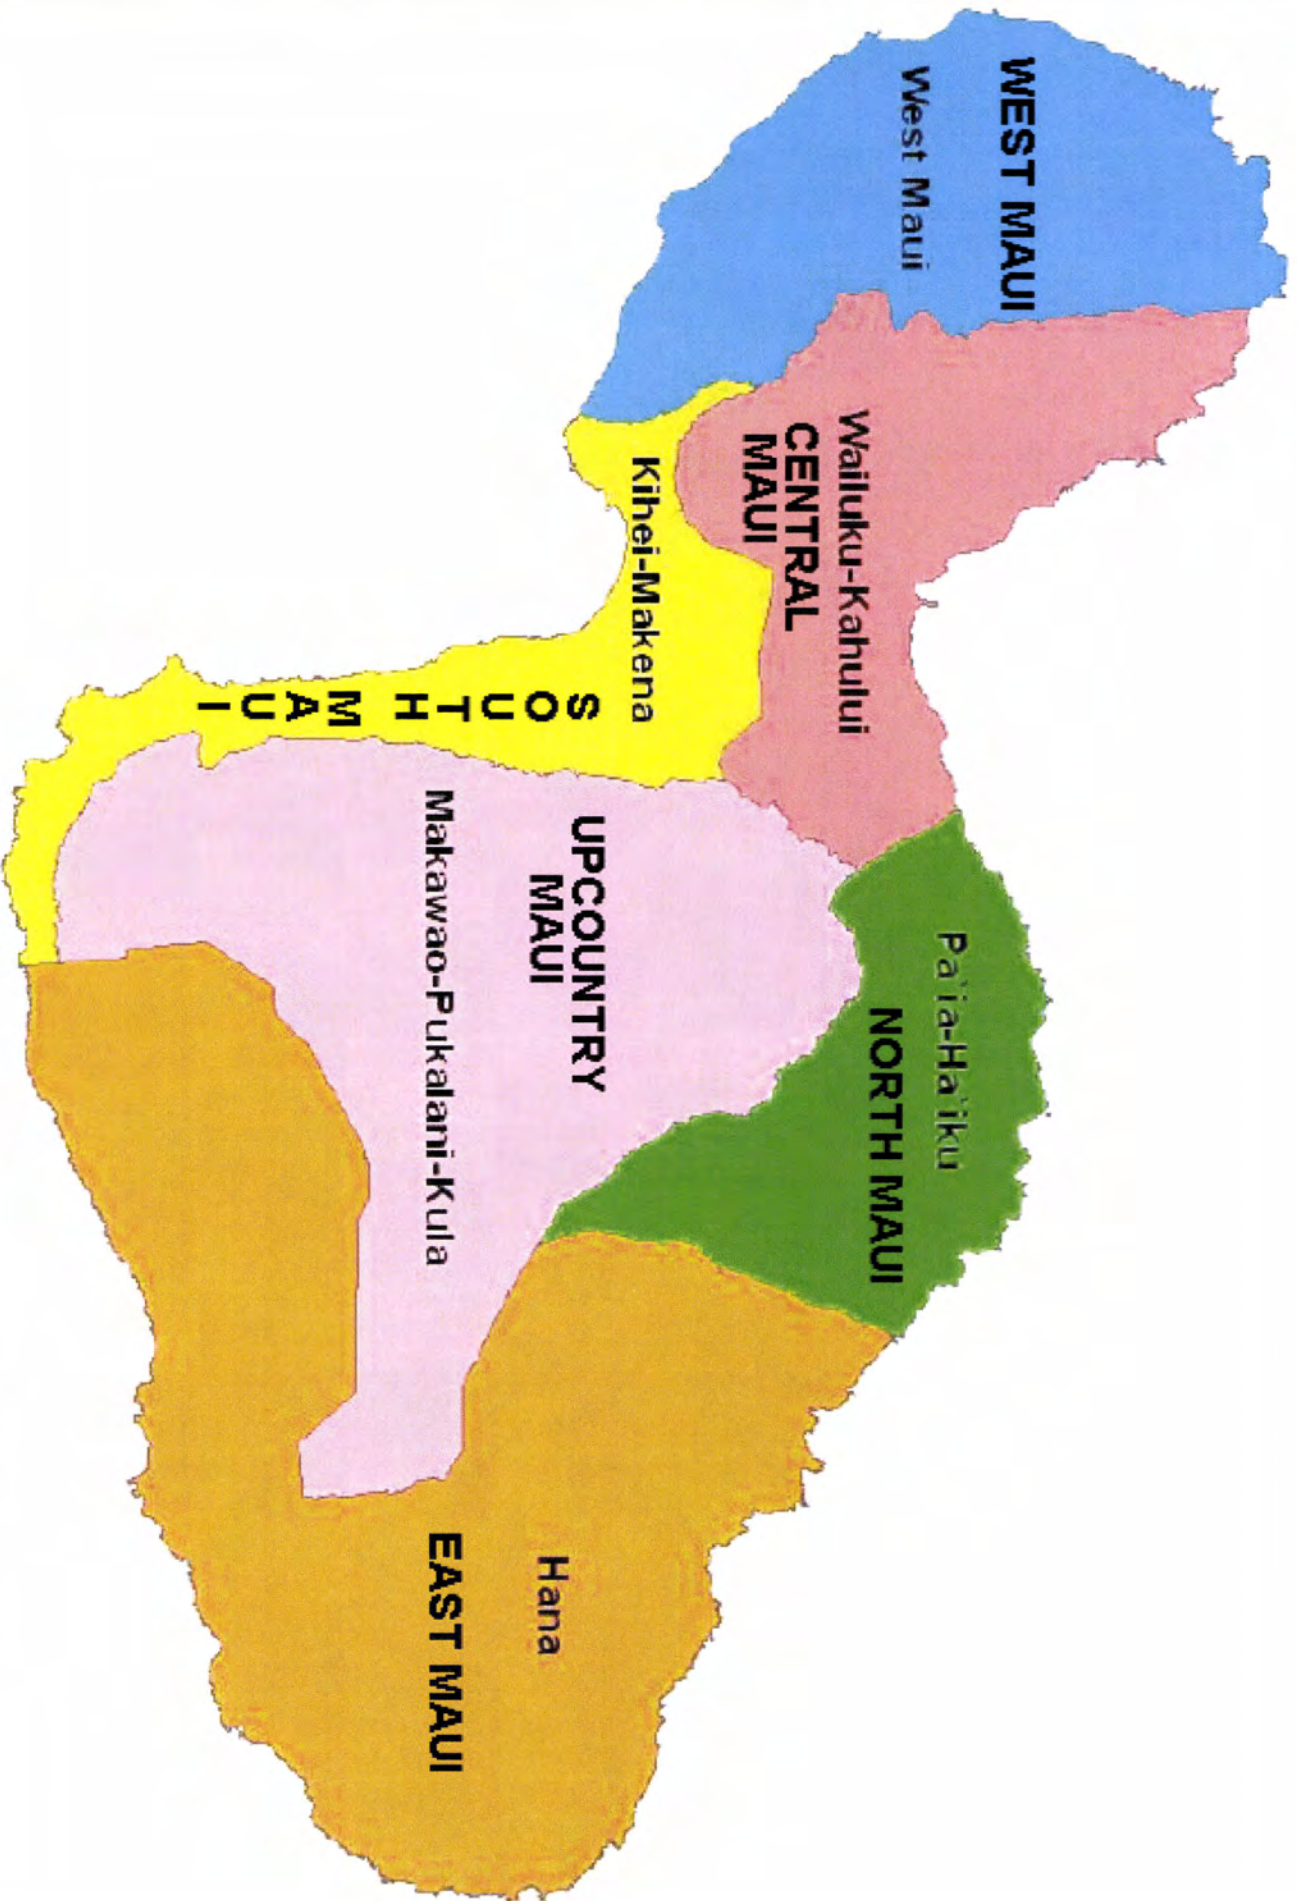 WEST MAUI
West Maui
Wailuku-Kahului
CENTRAL
MAUI
Kihei-Makena
SOUTH MAUI
Pa`ia-Ha`iku
NORTH MAUI
UPCOUNTRY
MAUI
Makawao-Pukalani-Kula
Hana
EAST MAUI